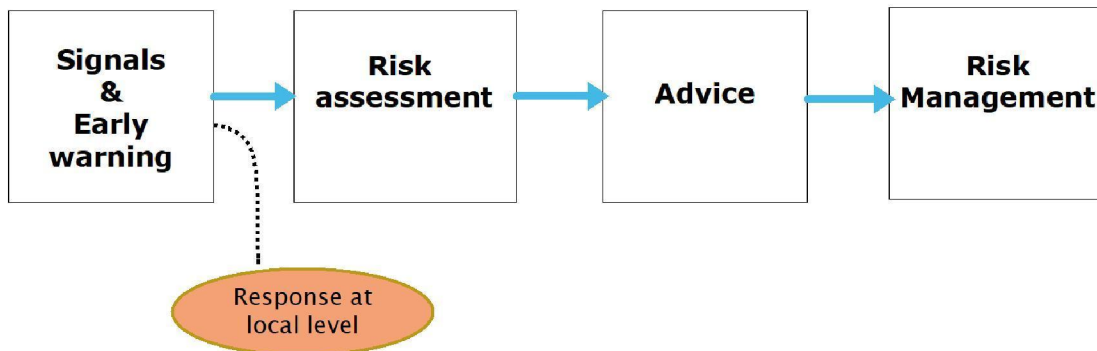 Signals
&
Early
warning
Risk
assessment
Advice
Risk
Management
Response at
local level